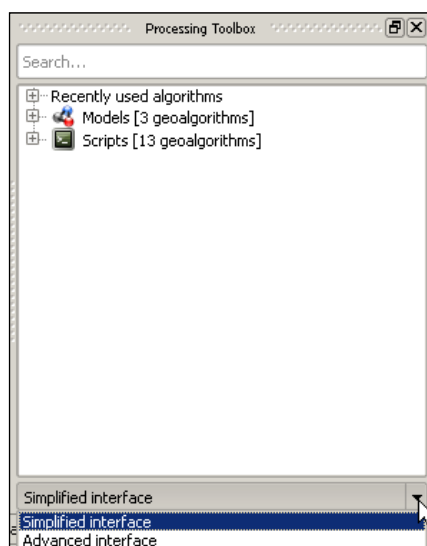 Processing Toolbox
Search...
Recently used algorithms
Models [3 geoalgorithms]
Scripts [13 geoalgorithms]
Simplified interface
Simplified interface
Advanced interface